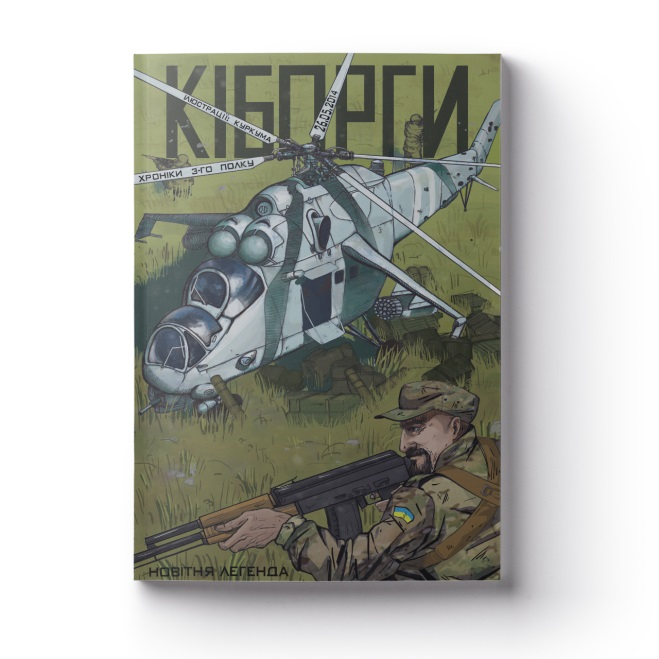 КІБОРГИ
ІЛЮСТРАЦІЇ: КУРКУМА
26.05.2014
ХРОНІКИ 3-ГО ПОЛКУ
НОВІТНЯ ЛЕГЕНДА